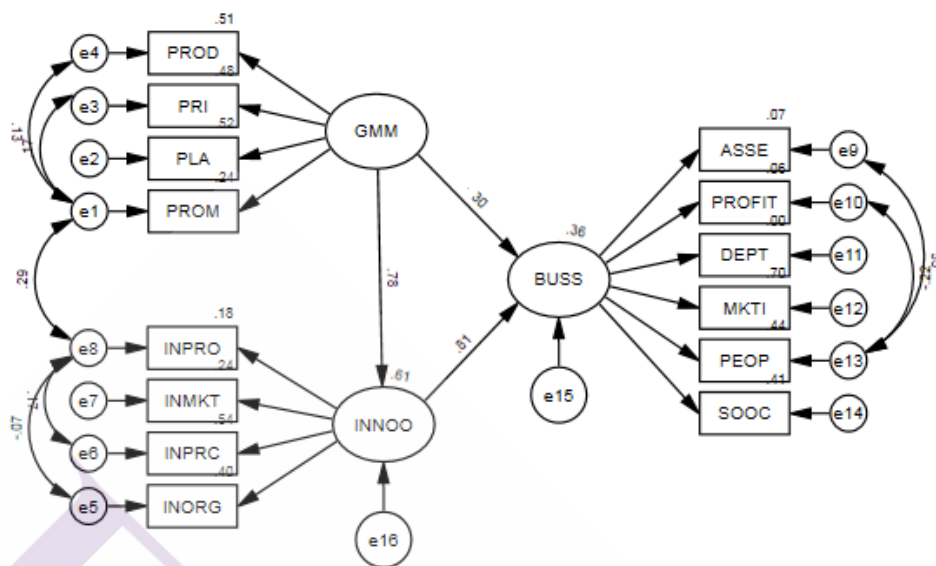 .51
e4
PROD
.48
e3
PRI
.52
e2
PLA
.24
e1
PROM
.13
.29
GMM
.30
.78
.18
e8
INPRO
.24
e7
INMKT
.54
e6
INPRC
.40
e5
INORG
-.07
.61
INNOO
e16
.36
BUSS
e15
.07
ASSE
e9
.06
PROFIT
e10
.00
DEPT
e11
.70
MKTI
e12
.44
PEOP
e13
.41
SOOC
e14
-.22